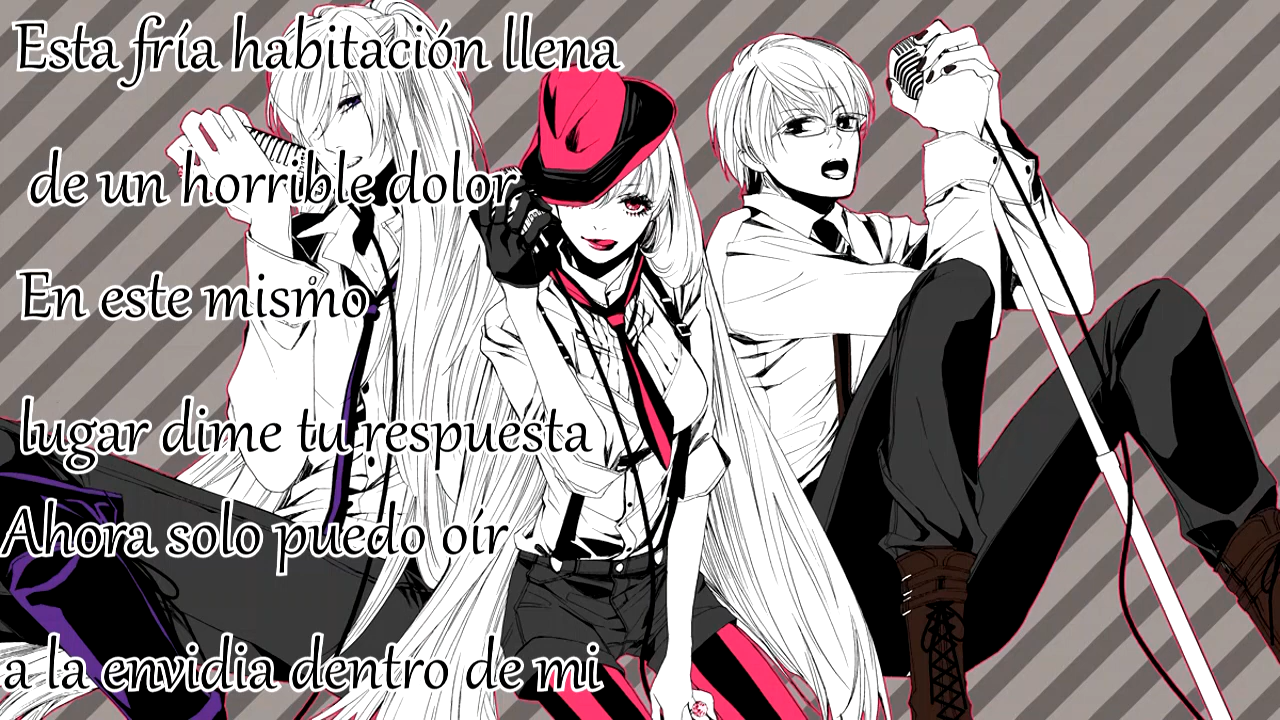 Esta fría habitación llena
de un horrible dolor
En este mismo
lugar dime tu respuesta
Ahora solo puedo oír
a la envidia dentro de mi